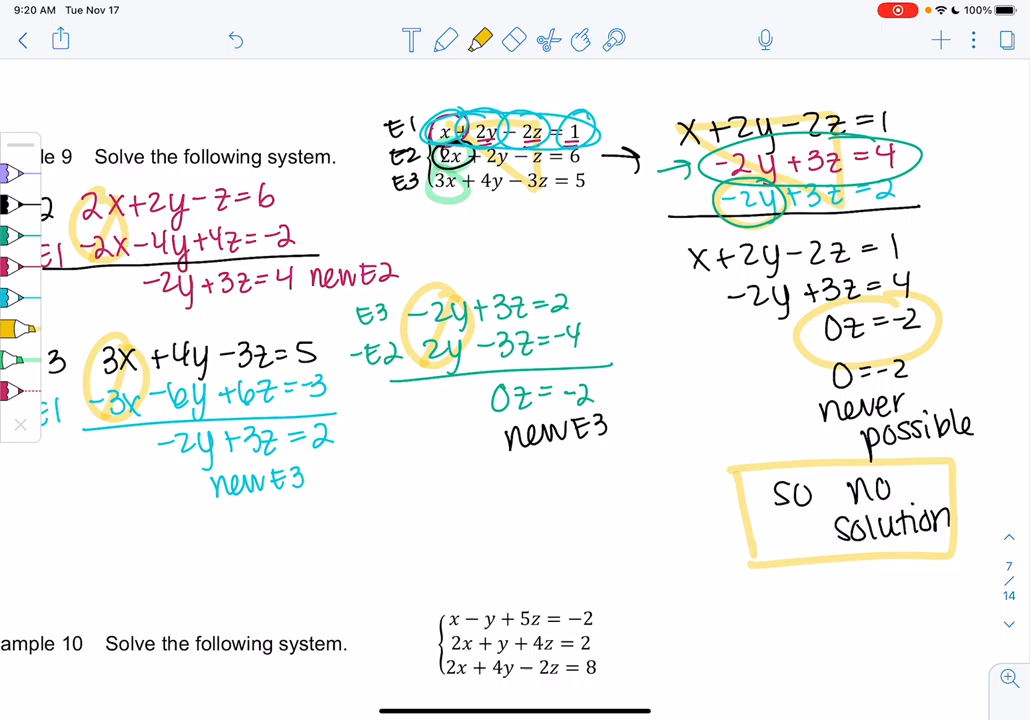 9:20 AM Tue Nov 17
100%
T
le 9 Solve the following system.
E1 x + 2y − 2z = 1
E2 2x + 2y − z = 6
E3 3x + 4y − 3z = 5
2 2x+2y−z=6
E1 −2x−4y+4z=−2
−2y+3z=4 new E2
3 3x+4y−3z=5
E1 −3x−6y+6z=−3
−2y+3z=2
new E3
E3 −2y+3z=2
−E2 2y−3z=−4
0z=−2
new E3
x+2y−2z=1
−2y+3z=4
−2y+3z=2
x+2y−2z=1
−2y+3z=4
0z=−2
0=−2
never
possible
so no
solution
7
/
14
ample 10 Solve the following system.
x − y + 5z = −2
2x + y + 4z = 2
2x + 4y − 2z = 8